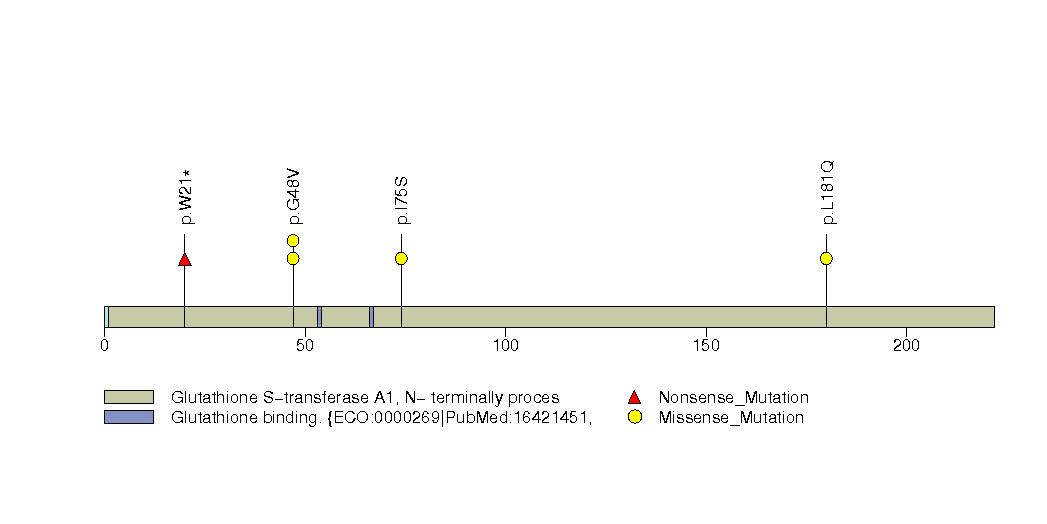 p.W21*
p.G48V
p.I75S
p.L181Q
0 50 100 150 200
Glutathione S-transferase A1, N- terminally proces
Nonsense_Mutation
Glutathione binding. {ECO:0000269|PubMed:16421451,
Missense_Mutation